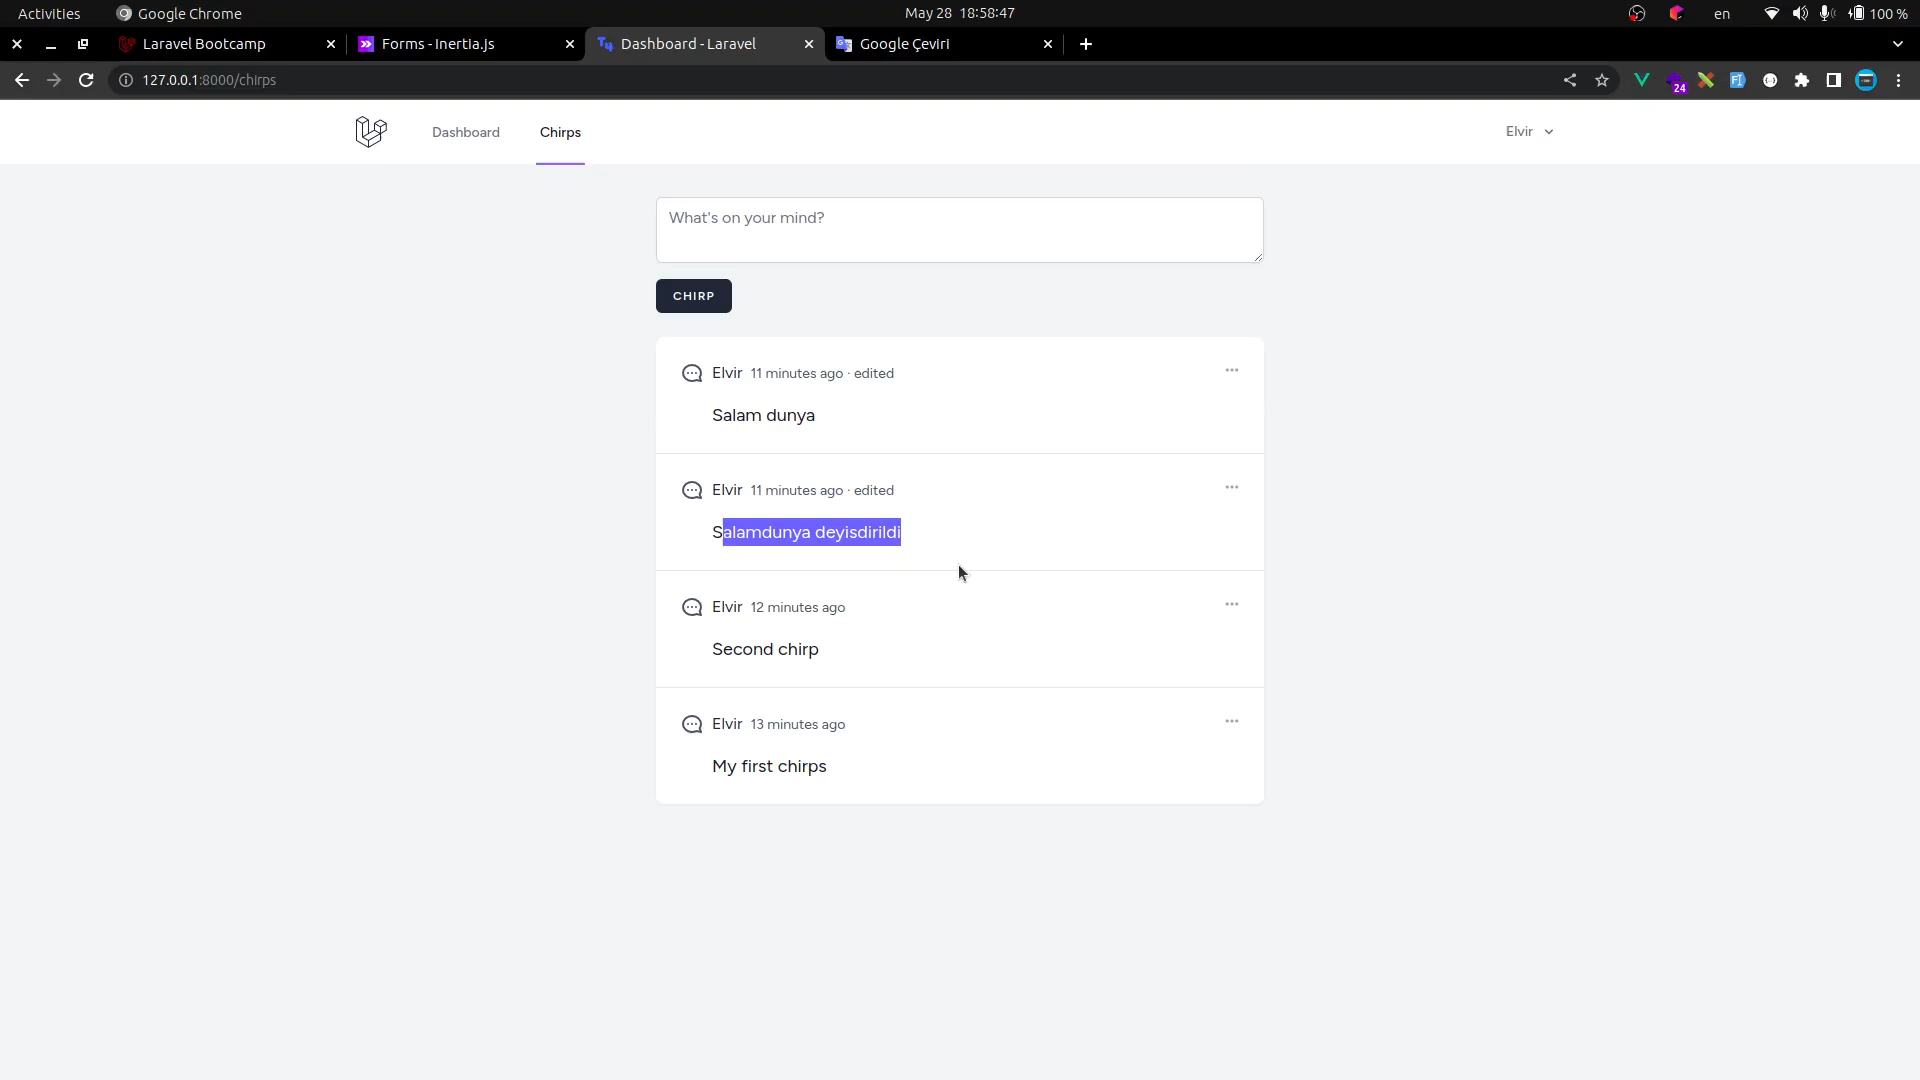 Activities
Google Chrome
May 28 18:58:47
en
100 %
Laravel Bootcamp
Forms - Inertia.js
Dashboard - Laravel
Google Çeviri
127.0.0.1:8000/chirps
24
Dashboard
Chirps
Elvir
What's on your mind?
CHIRP
Elvir 11 minutes ago · edited
Salam dunya
Elvir 11 minutes ago · edited
Salamdunya deyisdirildi
Elvir 12 minutes ago
Second chirp
Elvir 13 minutes ago
My first chirps